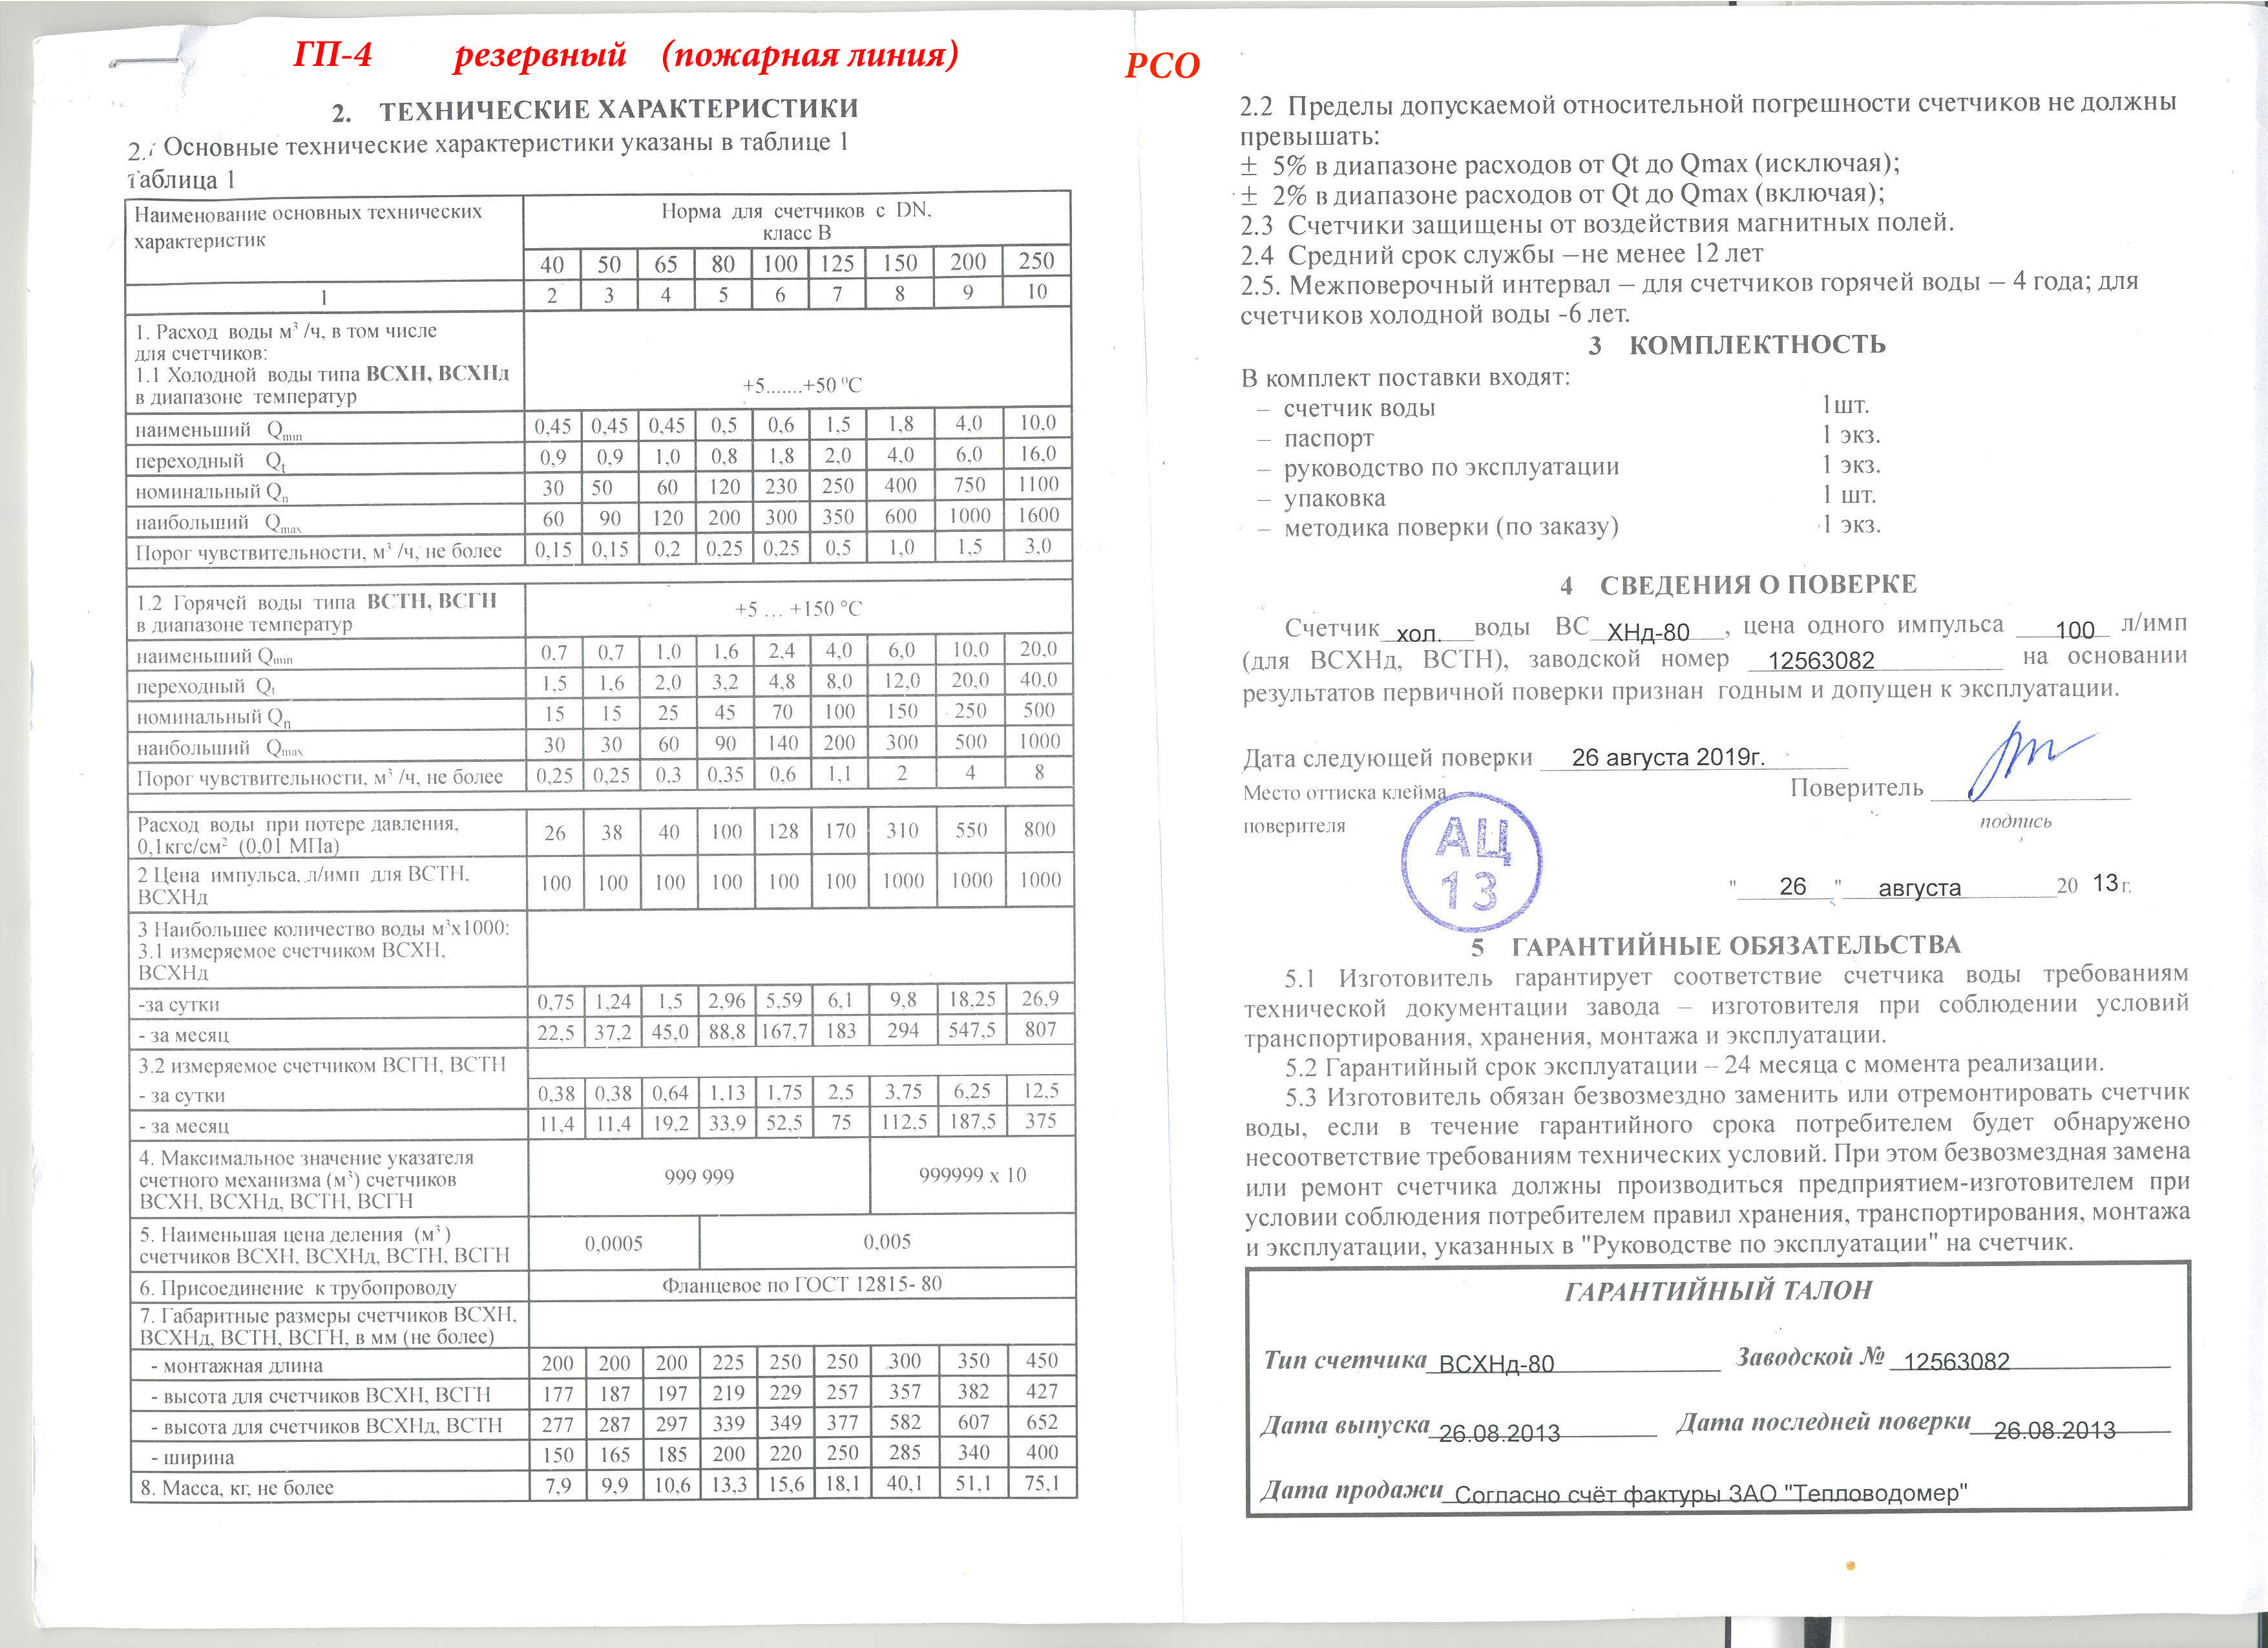 ГП-4 резервный (пожарная линия) РСО
2. ТЕХНИЧЕСКИЕ ХАРАКТЕРИСТИКИ
2. Основные технические характеристики указаны в таблице 1
Таблица 1
Наименование основных технических характеристик Норма для счетчиков с DN, класс В
40 50 65 80 100 125 150 200 250
1 2 3 4 5 6 7 8 9 10
1. Расход воды м³ /ч, в том числе
для счетчиков:
1.1 Холодной воды типа ВСХН, ВСХНд
в диапазоне температур +5.......+50 °С
наименьший Qmin 0,45 0,45 0,45 0,5 0,6 1,5 1,8 4,0 10,0
переходный Qt 0,9 0,9 1,0 0,8 1,8 2,0 4,0 6,0 16,0
номинальный Qn 30 50 60 120 230 250 400 750 1100
наибольший Qmax 60 90 120 200 300 350 600 1000 1600
Порог чувствительности, м³ /ч, не более 0,15 0,15 0,2 0,25 0,25 0,5 1,0 1,5 3,0
1.2 Горячей воды типа ВСТН, ВСГН
в диапазоне температур +5 ... +150 °С
наименьший Qmin 0,7 0,7 1,0 1,6 2,4 4,0 6,0 10,0 20,0
переходный Qt 1,5 1,6 2,0 3,2 4,8 8,0 12,0 20,0 40,0
номинальный Qn 15 15 25 45 70 100 150 250 500
наибольший Qmax 30 30 60 90 140 200 300 500 1000
Порог чувствительности, м³ /ч, не более 0,25 0,25 0,3 0,35 0,6 1,1 2 4 8
Расход воды при потере давления,
0,1кгс/см² (0,01 МПа) 26 38 40 100 128 170 310 550 800
2 Цена импульса, л/имп для ВСТН,
ВСХНд 100 100 100 100 100 100 1000 1000 1000
3 Наибольшее количество воды м³х1000:
3.1 измеряемое счетчиком ВСХН,
ВСХНд
-за сутки 0,75 1,24 1,5 2,96 5,59 6,1 9,8 18,25 26,9
- за месяц 22,5 37,2 45,0 88,8 167,7 183 294 547,5 807
3.2 измеряемое счетчиком ВСГН, ВСТН
- за сутки 0,38 0,38 0,64 1,13 1,75 2,5 3,75 6,25 12,5
- за месяц 11,4 11,4 19,2 33,9 52,5 75 112,5 187,5 375
4. Максимальное значение указателя
счетного механизма (м³) счетчиков
ВСХН, ВСХНд, ВСТН, ВСГН 999 999 999999 х 10
5. Наименьшая цена деления (м³)
счетчиков ВСХН, ВСХНд, ВСТН, ВСГН 0,0005 0,005
6. Присоединение к трубопроводу Фланцевое по ГОСТ 12815- 80
7. Габаритные размеры счетчиков ВСХН,
ВСХНд, ВСТН, ВСГН, в мм (не более)
- монтажная длина 200 200 200 225 250 250 300 350 450
- высота для счетчиков ВСХН, ВСГН 177 187 197 219 229 257 357 382 427
- высота для счетчиков ВСХНд, ВСТН 277 287 297 339 349 377 582 607 652
- ширина 150 165 185 200 220 250 285 340 400
8. Масса, кг, не более 7,9 9,9 10,6 13,3 15,6 18,1 40,1 51,1 75,1
2.2 Пределы допускаемой относительной погрешности счетчиков не должны
превышать:
± 5% в диапазоне расходов от Qt до Qmax (исключая);
± 2% в диапазоне расходов от Qt до Qmax (включая);
2.3 Счетчики защищены от воздействия магнитных полей.
2.4 Средний срок службы –не менее 12 лет
2.5. Межповерочный интервал – для счетчиков горячей воды – 4 года; для
счетчиков холодной воды -6 лет.
3 КОМПЛЕКТНОСТЬ
В комплект поставки входят:
– счетчик воды 1шт.
– паспорт 1 экз.
– руководство по эксплуатации 1 экз.
– упаковка 1 шт.
– методика поверки (по заказу) 1 экз.
4 СВЕДЕНИЯ О ПОВЕРКЕ
Счетчик хол. воды ВС ХНд-80, цена одного импульса 100 л/имп
(для ВСХНд, ВСТН), заводской номер 12563082 на основании
результатов первичной поверки признан годным и допущен к эксплуатации.
Дата следующей поверки 26 августа 2019г.
Место оттиска клейма Поверитель
поверителя подпись
АЦ
13
" 26 " августа 20 13 г.
5 ГАРАНТИЙНЫЕ ОБЯЗАТЕЛЬСТВА
5.1 Изготовитель гарантирует соответствие счетчика воды требованиям
технической документации завода – изготовителя при соблюдении условий
транспортирования, хранения, монтажа и эксплуатации.
5.2 Гарантийный срок эксплуатации – 24 месяца с момента реализации.
5.3 Изготовитель обязан безвозмездно заменить или отремонтировать счетчик
воды, если в течение гарантийного срока потребителем будет обнаружено
несоответствие требованиям технических условий. При этом безвозмездная замена
или ремонт счетчика должны производиться предприятием-изготовителем при
условии соблюдения потребителем правил хранения, транспортирования, монтажа
и эксплуатации, указанных в "Руководстве по эксплуатации" на счетчик.
ГАРАНТИЙНЫЙ ТАЛОН
Тип счетчика ВСХНд-80 Заводской № 12563082
Дата выпуска 26.08.2013 Дата последней поверки 26.08.2013
Дата продажи Согласно счёт фактуры ЗАО "Тепловодомер"